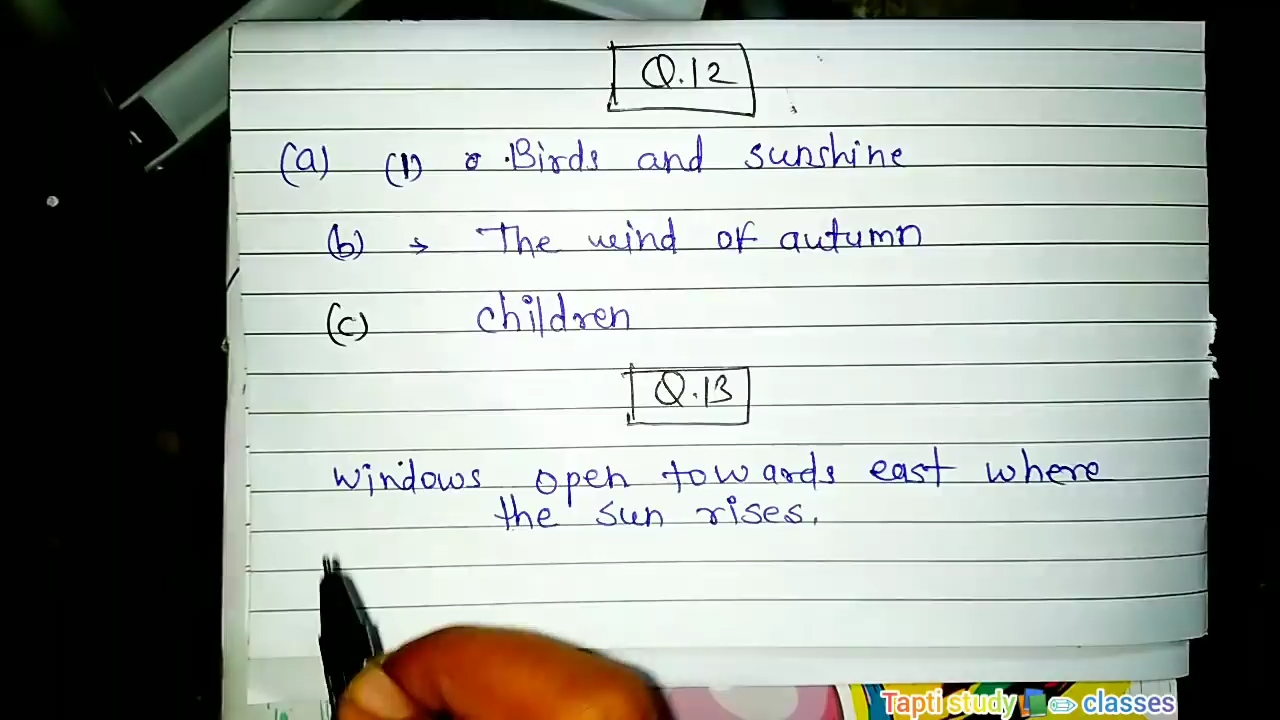 Q.12
(a) (1) Birds and sunshine
(b) → The wind of autumn
(c) children
Q.13
windows open towards east where
the sun rises.
Tapti study classes